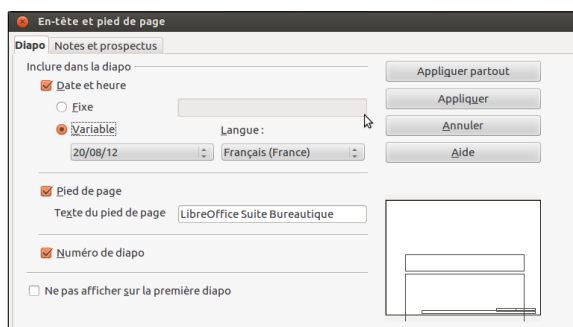 En-tête et pied de page
Diapo Notes et prospectus
Inclure dans la diapo
Date et heure
Fixe
Variable
Langue :
20/08/12
Français (France)
Pied de page
Texte du pied de page
LibreOffice Suite Bureautique
Numéro de diapo
Ne pas afficher sur la première diapo
Appliquer partout
Appliquer
Annuler
Aide